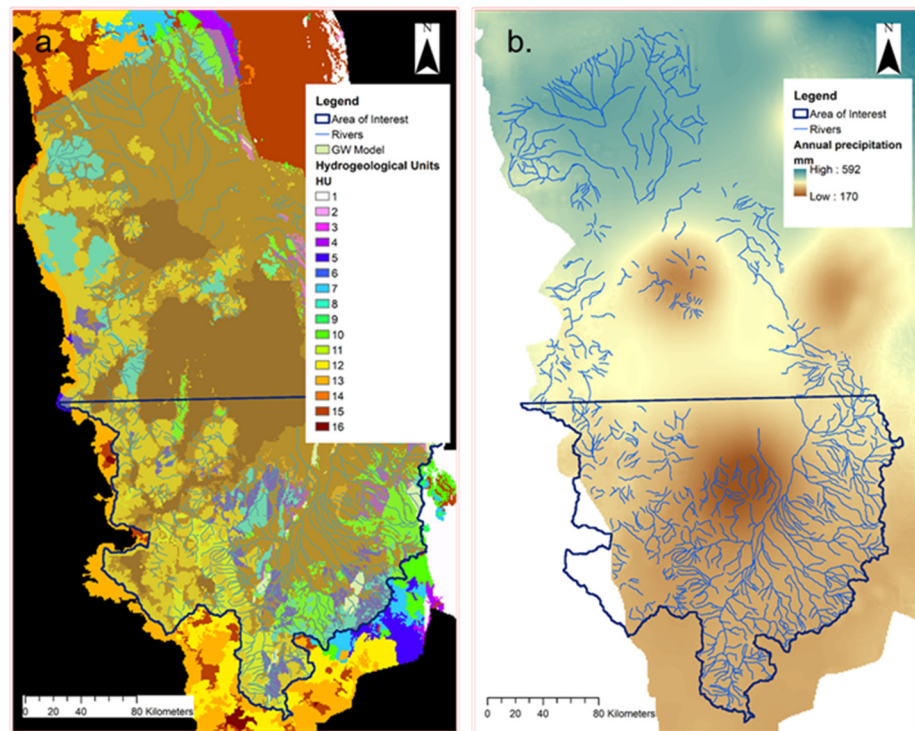 a.
N
Legend
Area of Interest
Rivers
GW Model
Hydrogeological Units
HU
1
2
3
4
5
6
7
8
9
10
11
12
13
14
15
16
0 20 40 80 Kilometers
b.
N
Legend
Area of Interest
Rivers
Annual precipitation
mm
High : 592
Low : 170
0 20 40 80 Kilometers